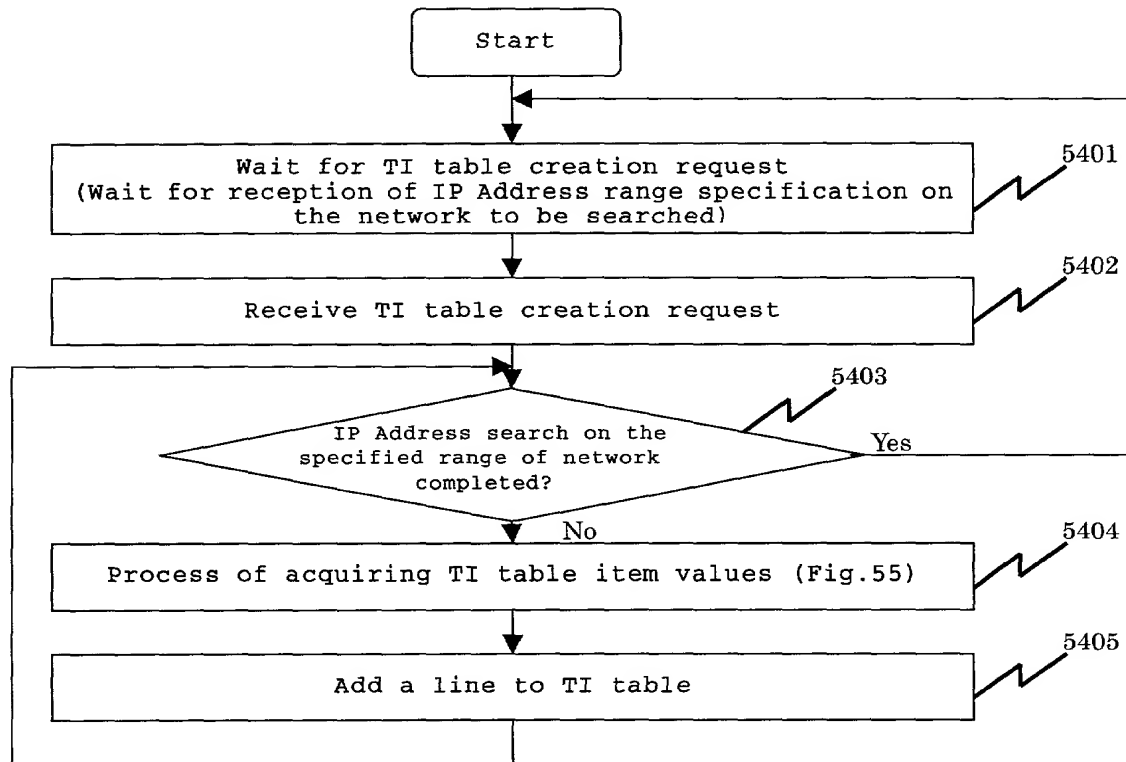 Start
Wait for TI table creation request
(Wait for reception of IP Address range specification on
the network to be searched)
5401
Receive TI table creation request
5402
IP Address search on the
specified range of network
completed?
5403
Yes
No
Process of acquiring TI table item values (Fig.55)
5404
Add a line to TI table
5405